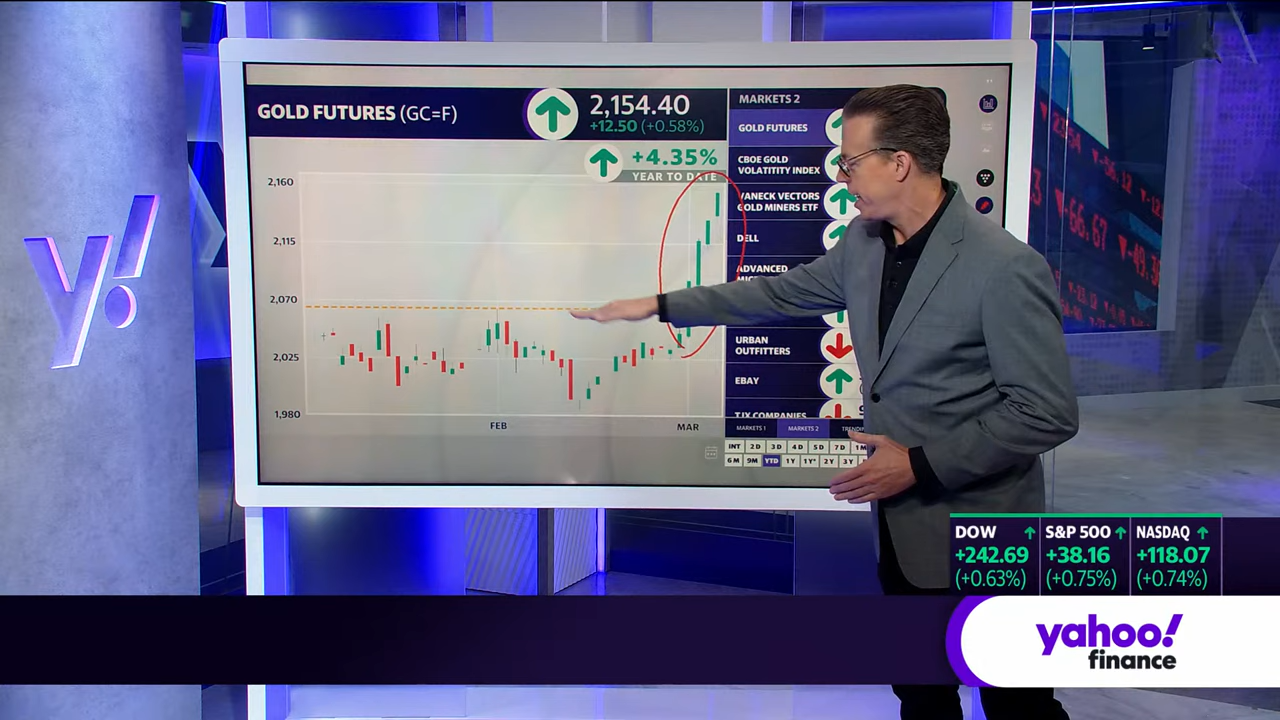 y!
GOLD FUTURES (GC=F)
2,154.40
+12.50 (+0.58%)
+4.35%
YEAR TO DATE
2,160
2,115
2,070
2,025
1,980
FEB
MAR
MARKETS 2
GOLD FUTURES
CBOE GOLD
VOLATITITY INDEX
VANECK VECTORS
GOLD MINERS ETF
DELL
ADVANCED
URBAN
OUTFITTERS
EBAY
TJX COMPANIES
MARKETS 1
MARKETS 2
INT 2D 3D 4D 5D 7D
6M 9M YTD 1Y 1Y* 2Y 3Y
DOW
+242.69
(+0.63%)
S&P 500
+38.16
(+0.75%)
NASDAQ
+118.07
(+0.74%)
yahoo!
finance